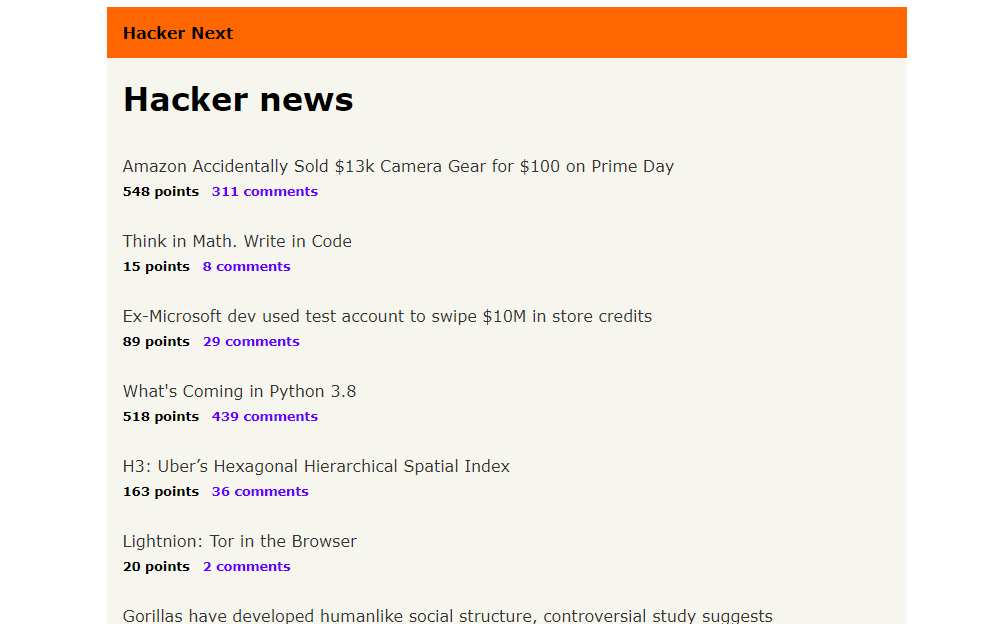 Hacker Next
Hacker news
Amazon Accidentally Sold $13k Camera Gear for $100 on Prime Day
548 points 311 comments
Think in Math. Write in Code
15 points 8 comments
Ex-Microsoft dev used test account to swipe $10M in store credits
89 points 29 comments
What's Coming in Python 3.8
518 points 439 comments
H3: Uber’s Hexagonal Hierarchical Spatial Index
163 points 36 comments
Lightnion: Tor in the Browser
20 points 2 comments
Gorillas have developed humanlike social structure, controversial study suggests